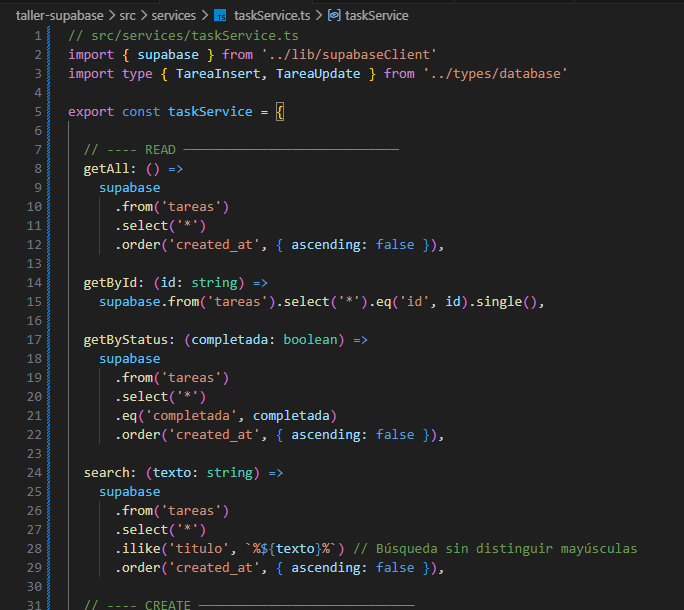 taller-supabase > src > services > TS taskService.ts > taskService
1 // src/services/taskService.ts
2 import { supabase } from '../lib/supabaseClient'
3 import type { TareaInsert, TareaUpdate } from '../types/database'
4
5 export const taskService = {
6
7 // ---- READ ────────────────────────────
8 getAll: () =>
9 supabase
10 .from('tareas')
11 .select('*')
12 .order('created_at', { ascending: false }),
13
14 getById: (id: string) =>
15 supabase.from('tareas').select('*').eq('id', id).single(),
16
17 getByStatus: (completada: boolean) =>
18 supabase
19 .from('tareas')
20 .select('*')
21 .eq('completada', completada)
22 .order('created_at', { ascending: false }),
23
24 search: (texto: string) =>
25 supabase
26 .from('tareas')
27 .select('*')
28 .ilike('titulo', `%${texto}%`) // Búsqueda sin distinguir mayúsculas
29 .order('created_at', { ascending: false }),
30
31 // ---- CREATE ────────────────────────────